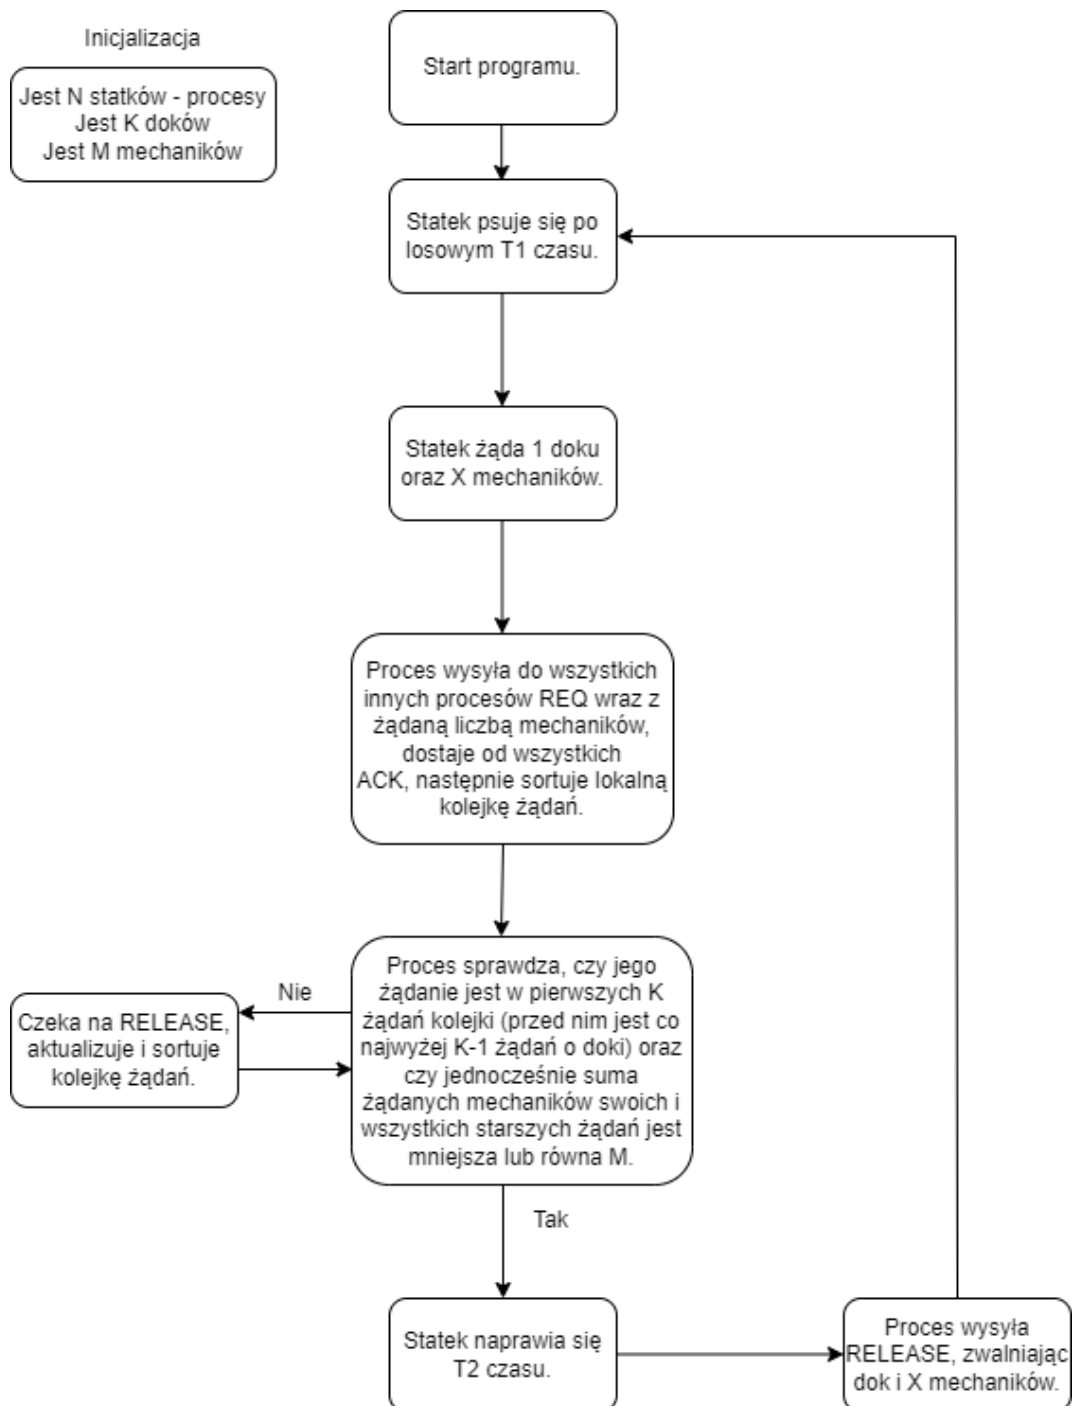 Inicjalizacja
Jest N statków - procesy
Jest K doków
Jest M mechaników
Start programu.
Statek psuje się po
losowym T1 czasu.
Statek żąda 1 doku
oraz X mechaników.
Proces wysyła do wszystkich
innych procesów REQ wraz z
żądaną liczbą mechaników,
dostaje od wszystkich
ACK, następnie sortuje lokalną
kolejkę żądań.
Proces sprawdza, czy jego
żądanie jest w pierwszych K
żądań kolejki (przed nim jest co
najwyżej K-1 żądań o doki) oraz
czy jednocześnie suma
żądanych mechaników swoich i
wszystkich starszych żądań jest
mniejsza lub równa M.
Nie
Czeka na RELEASE,
aktualizuje i sortuje
kolejkę żądań.
Tak
Statek naprawia się
T2 czasu.
Proces wysyła
RELEASE, zwalniając
dok i X mechaników.